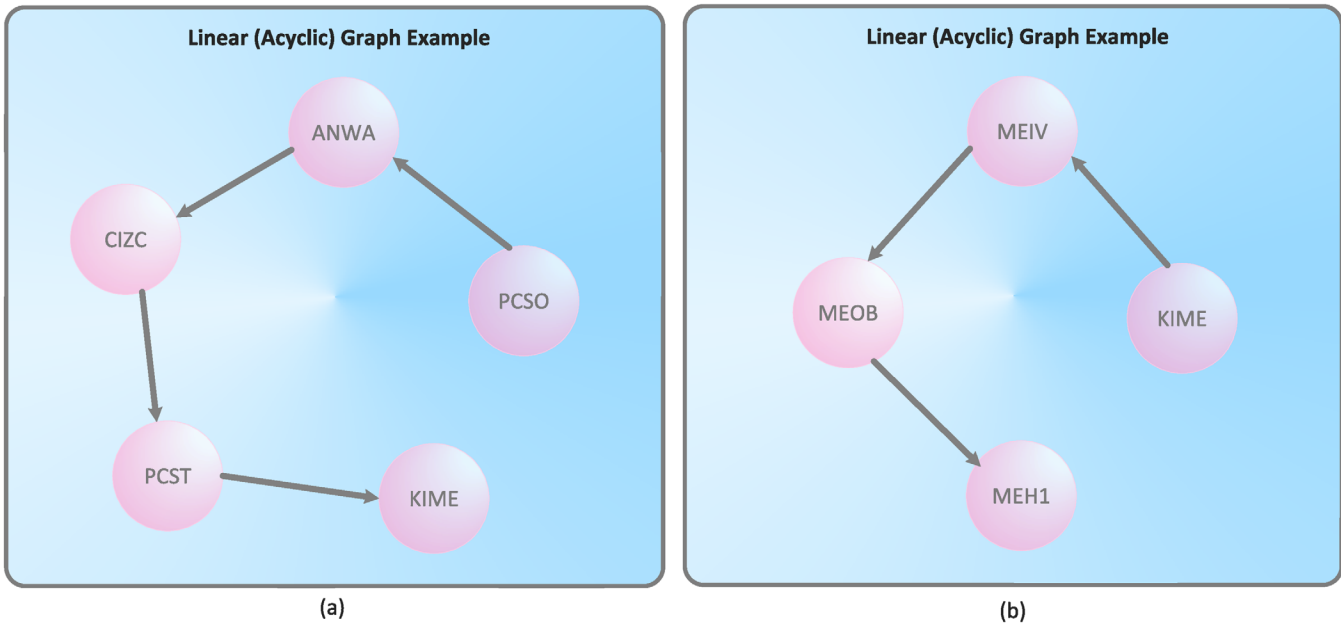 Linear (Acyclic) Graph Example
ANWA
CIZC
PCSO
PCST
KIME
(a)
Linear (Acyclic) Graph Example
MEIV
MEOB
KIME
MEH1
(b)